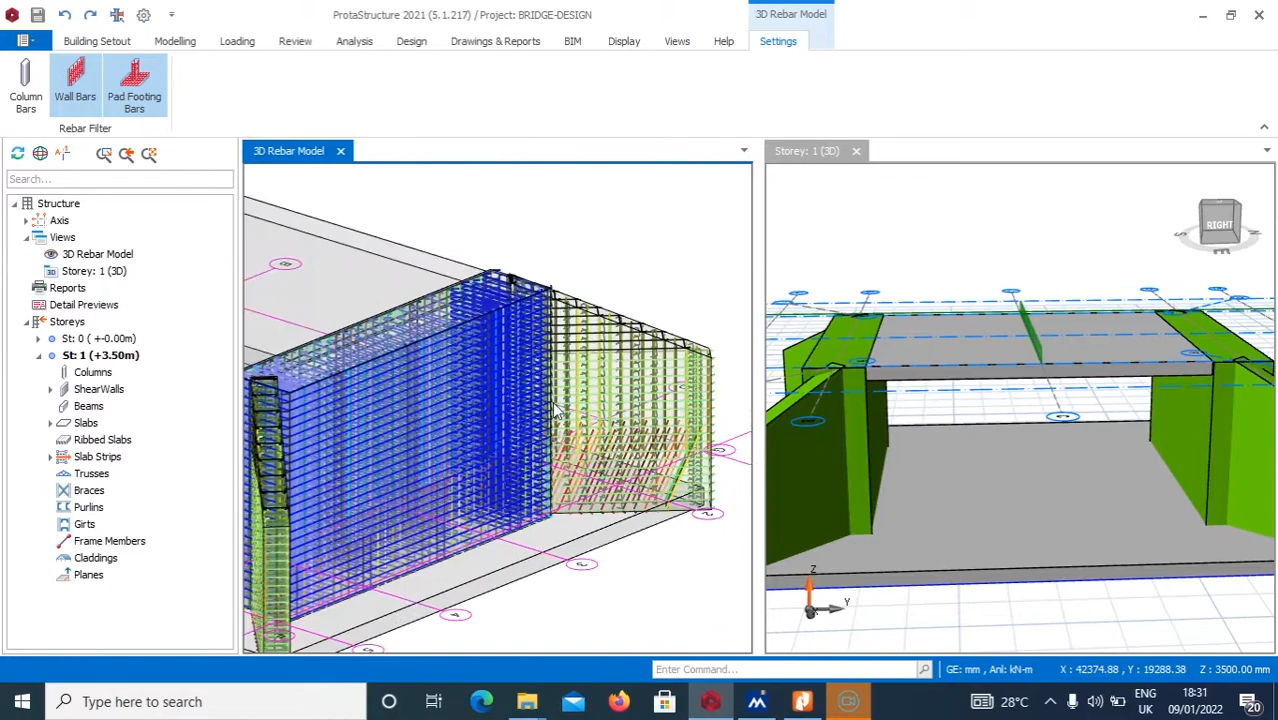 ProtaStructure 2021 (5.1.217) / Project: BRIDGE-DESIGN
3D Rebar Model
Building Setout
Modelling
Loading
Review
Analysis
Design
Drawings & Reports
BIM
Display
Views
Help
Settings
Column Bars
Wall Bars
Pad Footing Bars
Rebar Filter
3D Rebar Model
Storey: 1 (3D)
Search...
Structure
Axis
Views
3D Rebar Model
3D Storey: 1 (3D)
Reports
Detail Previews
Storeys
St: 0 ( +-0.00m)
St: 1 (+3.50m)
Columns
ShearWalls
Beams
Slabs
Ribbed Slabs
Slab Strips
Trusses
Braces
Purlins
Girts
Frame Members
Claddings
Planes
RIGHT
Z
Y
Enter Command...
GE: mm , Anl: kN-m
X : 42374.88 , Y : 19288.38
Z : 3500.00 mm
Type here to search
28°C
ENG
UK
18:31
09/01/2022
20